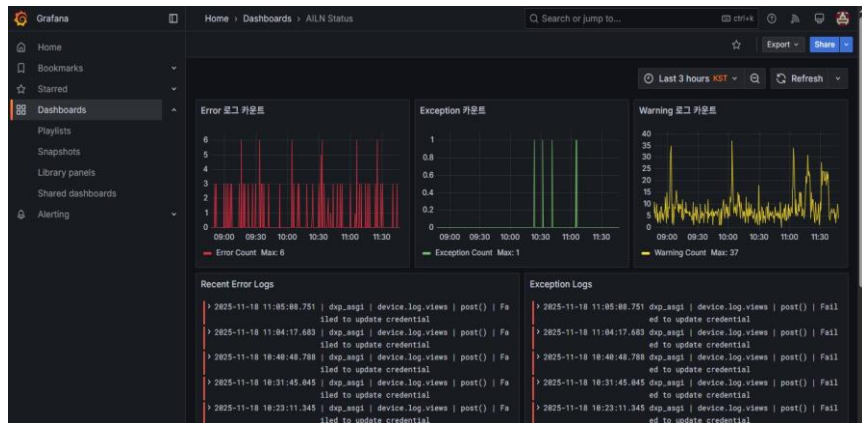 Grafana
Home › Dashboards › AILN Status
Search or jump to...
ctrl+k
Home
Bookmarks
Starred
Dashboards
Playlists
Snapshots
Library panels
Shared dashboards
Alerting
Export
Share
Last 3 hours KST
Refresh
Error 로그 카운트
6
5
4
3
2
1
0
09:00 09:30 10:00 10:30 11:00 11:30
Error Count Max: 6
Exception 카운트
1
0.8
0.6
0.4
0.2
0
09:00 09:30 10:00 10:30 11:00 11:30
Exception Count Max: 1
Warning 로그 카운트
40
35
30
25
20
15
10
5
0
09:00 09:30 10:00 10:30 11:00 11:30
Warning Count Max: 37
Recent Error Logs
› 2025-11-18 11:05:08.751 | dxp_asgi | device.log.views | post() | Fa
iled to update credential
› 2025-11-18 11:04:17.683 | dxp_asgi | device.log.views | post() | Fa
iled to update credential
› 2025-11-18 10:40:48.788 | dxp_asgi | device.log.views | post() | Fa
iled to update credential
› 2025-11-18 10:31:45.045 | dxp_asgi | device.log.views | post() | Fa
iled to update credential
› 2025-11-18 10:23:11.345 | dxp_asgi | device.log.views | post() | Fa
iled to update credential
Exception Logs
› 2025-11-18 11:05:08.751 dxp_asgi | device.log.views | post() | Fail
ed to update credential
› 2025-11-18 11:04:17.683 dxp_asgi | device.log.views | post() | Fail
ed to update credential
› 2025-11-18 10:40:48.788 dxp_asgi | device.log.views | post() | Fail
ed to update credential
› 2025-11-18 10:31:45.045 dxp_asgi | device.log.views | post() | Fail
ed to update credential
› 2025-11-18 10:23:11.345 dxp_asgi | device.log.views | post() | Fail
ed to update credential